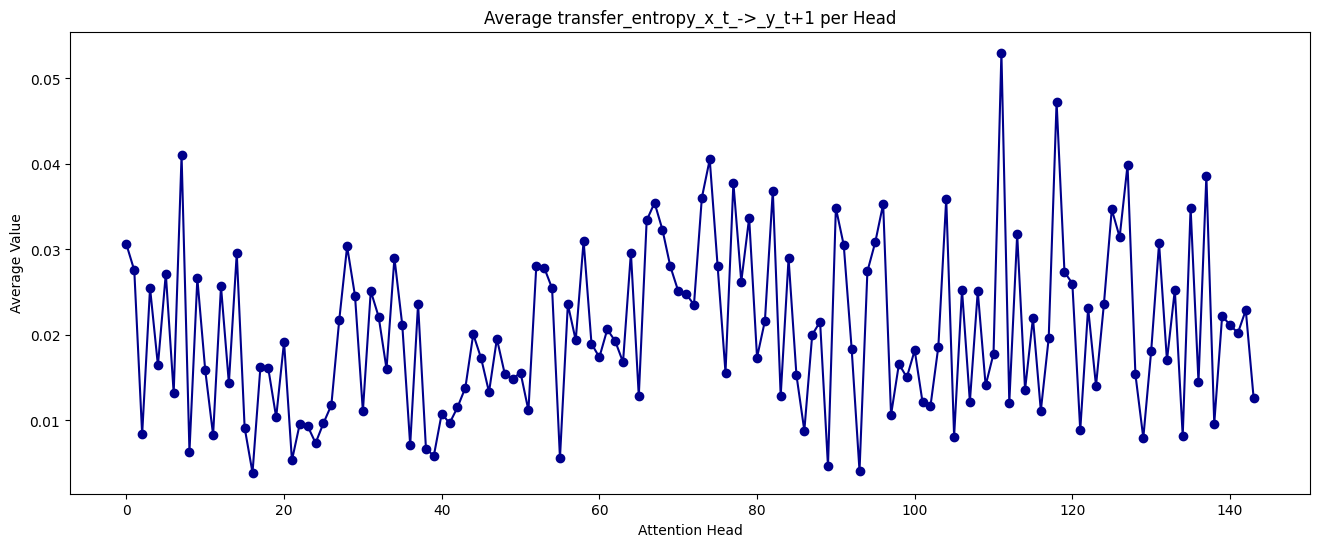 Average transfer_entropy_x_t_->_y_t+1 per Head
Average Value
0.05
0.04
0.03
0.02
0.01
0 20 40 60 80 100 120 140
Attention Head